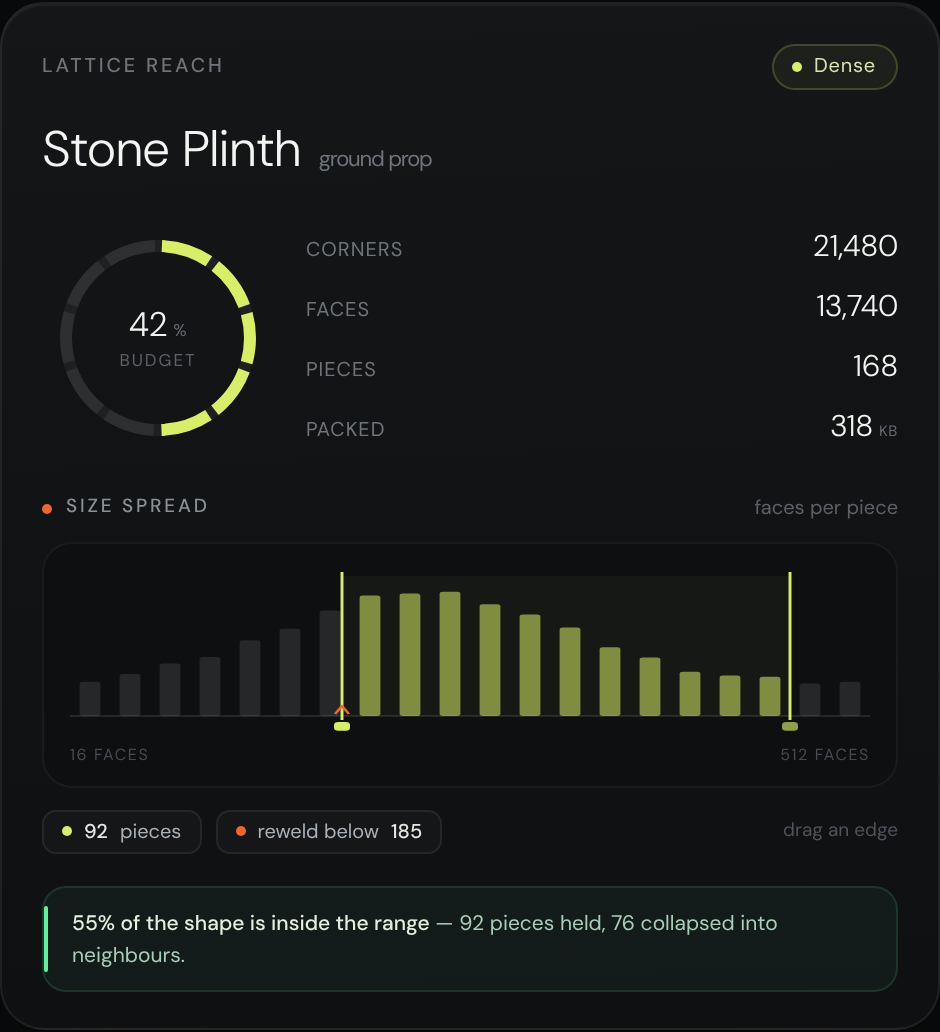 LATTICE REACH
Dense
Stone Plinth ground prop
42 %
BUDGET
CORNERS 21,480
FACES 13,740
PIECES 168
PACKED 318 KB
SIZE SPREAD faces per piece
16 FACES 512 FACES
92 pieces reweld below 185 drag an edge
55% of the shape is inside the range — 92 pieces held, 76 collapsed into
neighbours.